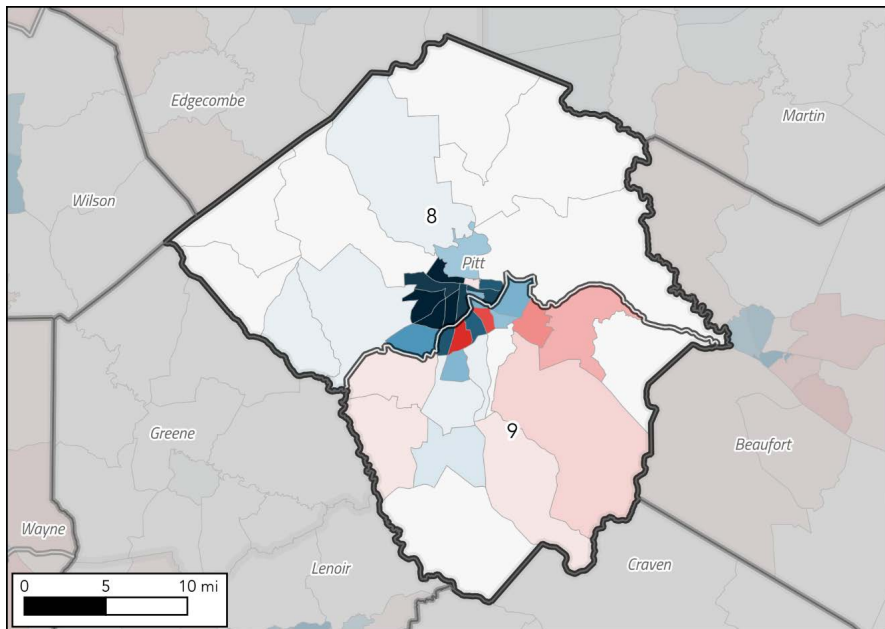 Edgecombe
Martin
Wilson
8
Pitt
9
Greene
Beaufort
Wayne
Lenoir
Craven
0 5 10 mi